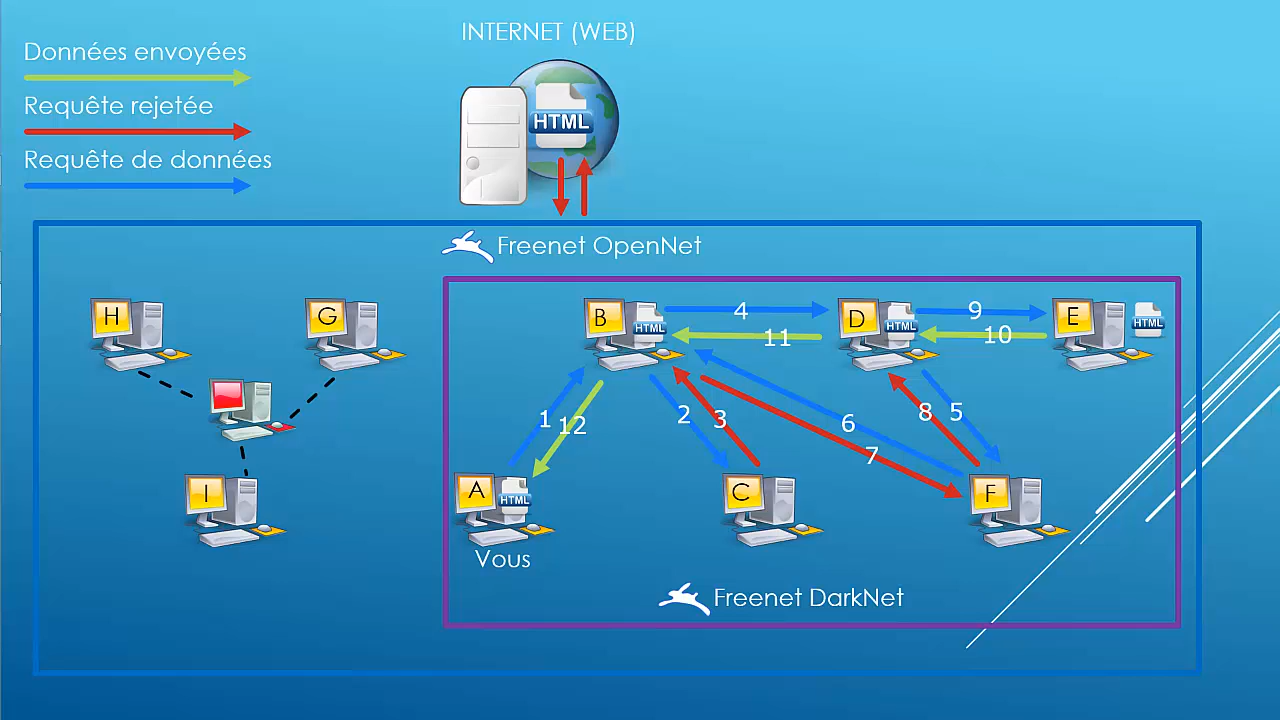 INTERNET (WEB)
Données envoyées
Requête rejetée
Requête de données
HTML
Freenet OpenNet
H
G
B
HTML
4
11
D
HTML
9
10
E
HTML
1
12
2
3
6
7
8
5
I
A
HTML
C
F
Vous
Freenet DarkNet